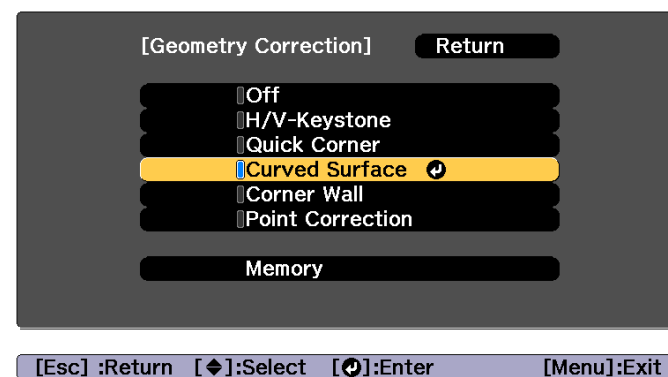 [Geometry Correction] Return
Off
H/V-Keystone
Quick Corner
Curved Surface
Corner Wall
Point Correction
Memory
[Esc] :Return [◆]:Select [↵]:Enter [Menu]:Exit